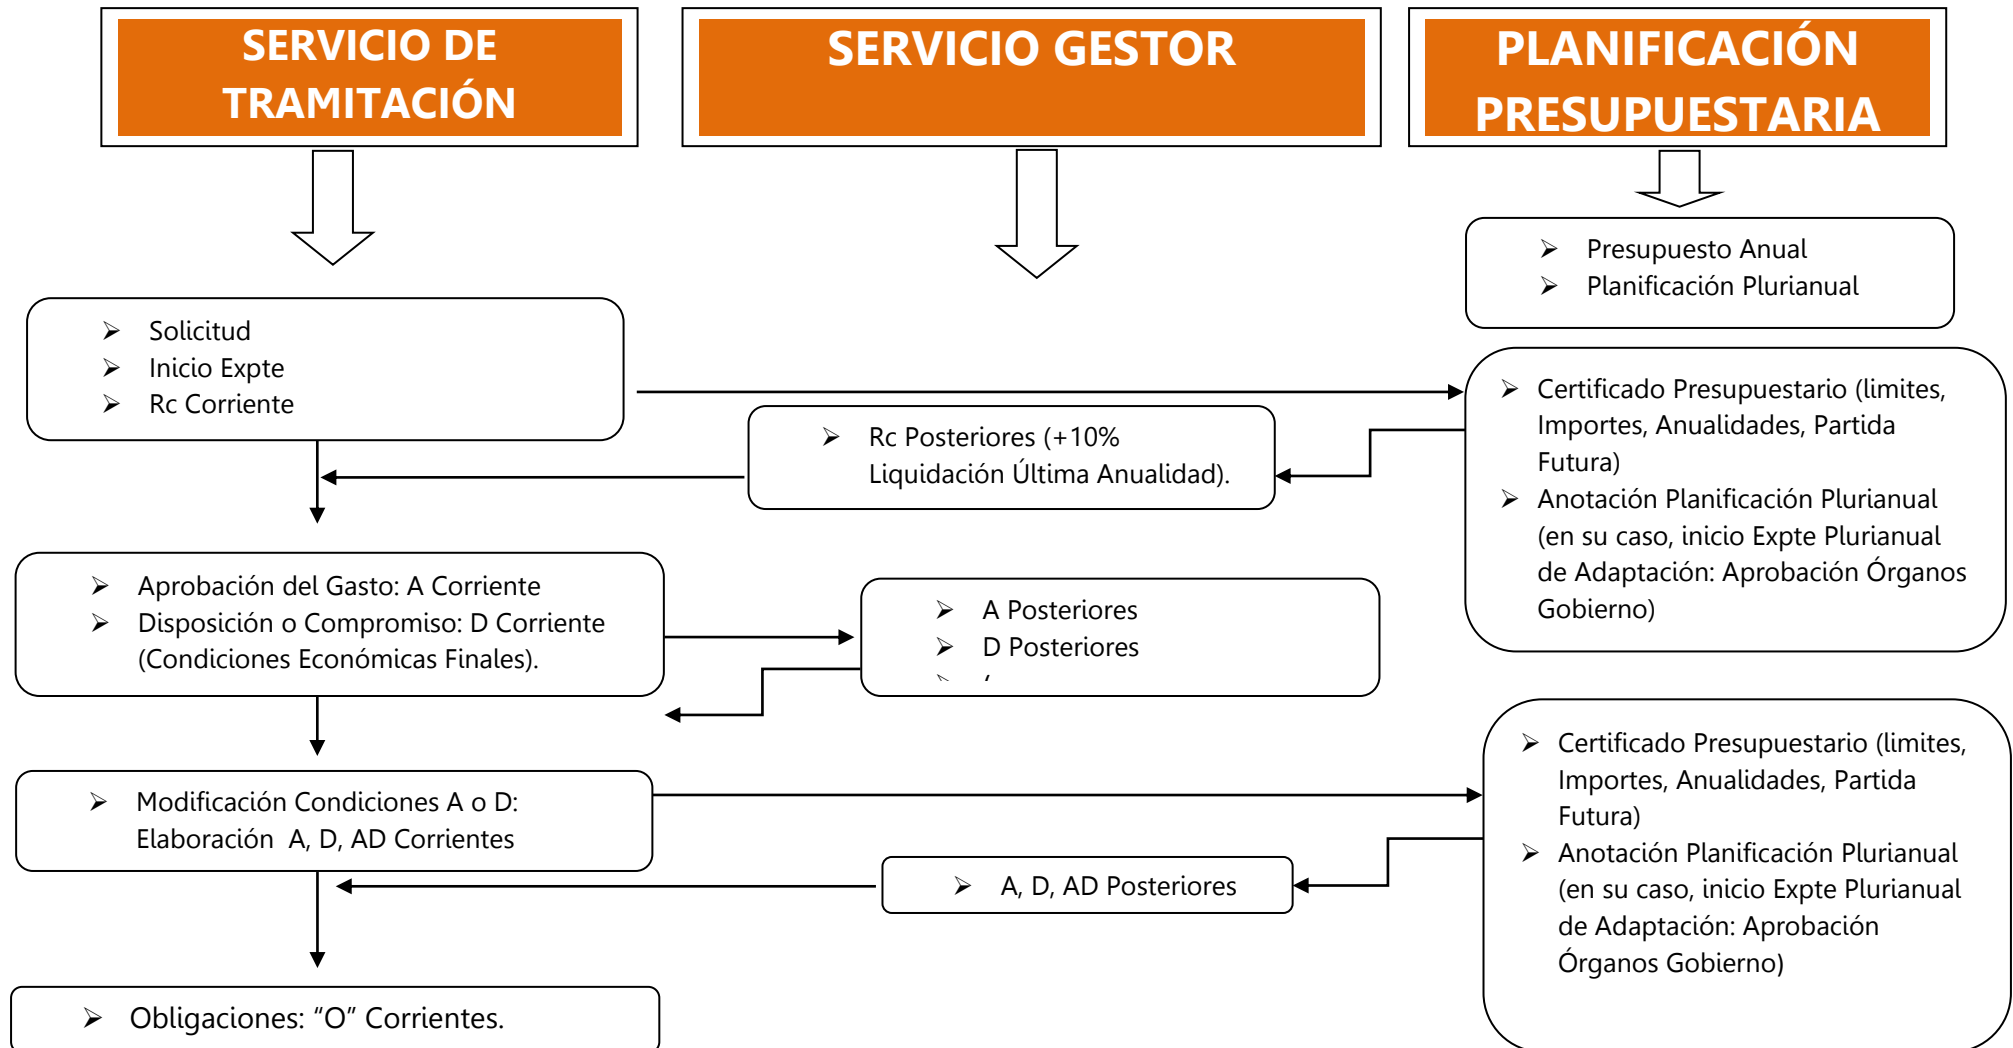 SERVICIO DE
TRAMITACIÓN
SERVICIO GESTOR
PLANIFICACIÓN
PRESUPUESTARIA
➢ Presupuesto Anual
➢ Planificación Plurianual
➢ Solicitud
➢ Inicio Expte
➢ Rc Corriente
➢ Certificado Presupuestario (limites,
Importes, Anualidades, Partida
Futura)
➢ Anotación Planificación Plurianual
(en su caso, inicio Expte Plurianual
de Adaptación: Aprobación Órganos
Gobierno)
➢ Rc Posteriores (+10%
Liquidación Última Anualidad).
➢ Aprobación del Gasto: A Corriente
➢ Disposición o Compromiso: D Corriente
(Condiciones Económicas Finales).
➢ A Posteriores
➢ D Posteriores
➢ Modificación Condiciones A o D:
Elaboración A, D, AD Corrientes
➢ Certificado Presupuestario (limites,
Importes, Anualidades, Partida
Futura)
➢ Anotación Planificación Plurianual
(en su caso, inicio Expte Plurianual
de Adaptación: Aprobación
Órganos Gobierno)
➢ A, D, AD Posteriores
➢ Obligaciones: “O” Corrientes.